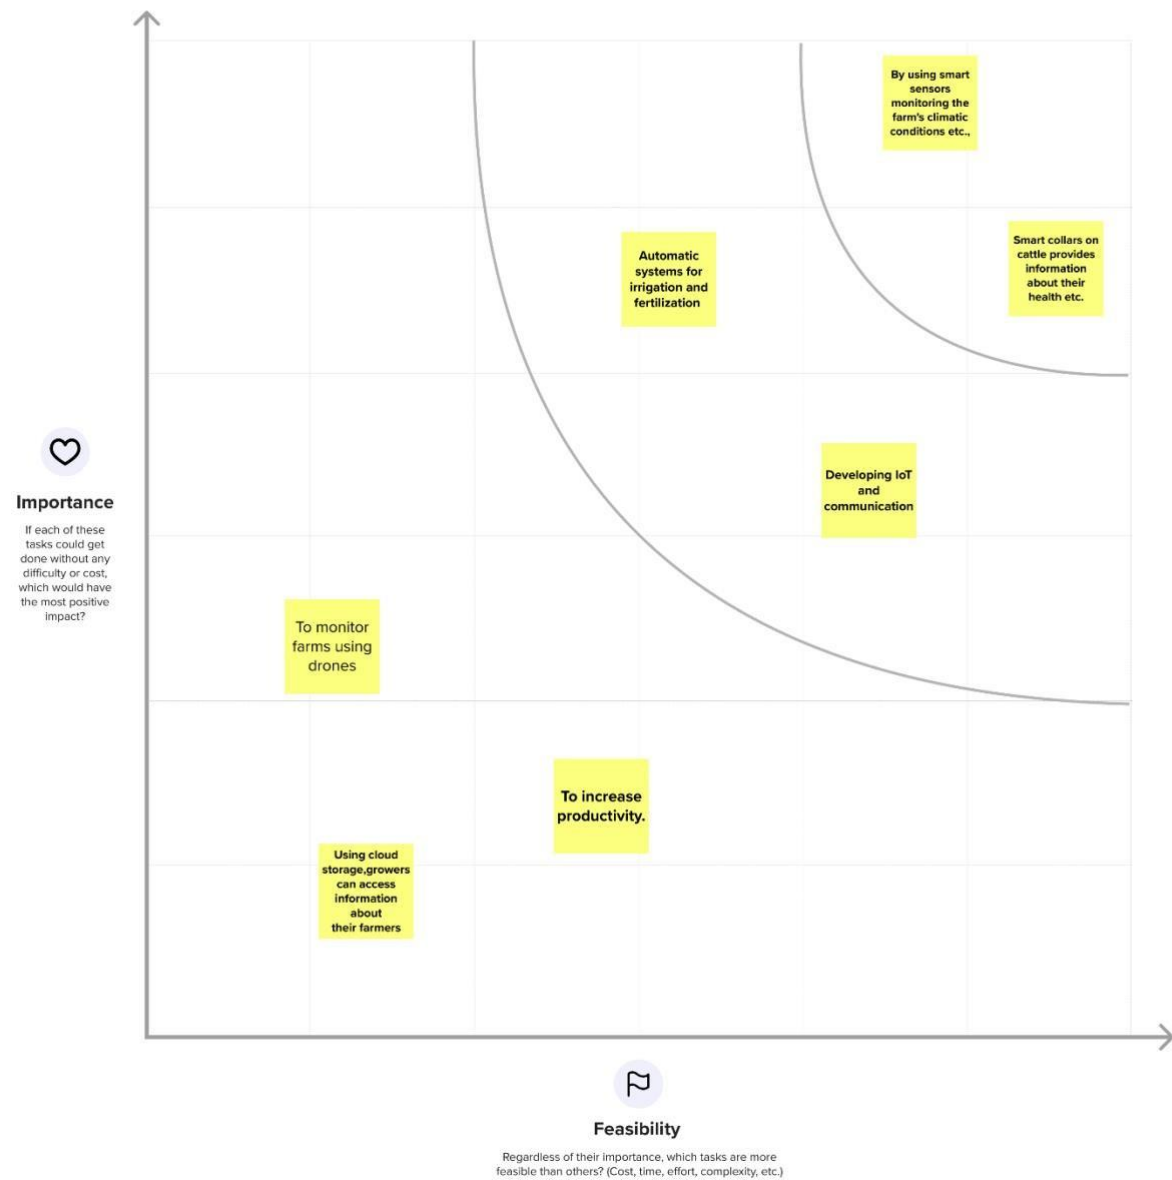 By using smart
sensors
monitoring the
farm's climatic
conditions etc.,
Smart collars on
cattle provides
information
about their
health etc.
Automatic
systems for
irrigation and
fertilization
Developing IoT
and
communication
Importance
If each of these
tasks could get
done without any
difficulty or cost,
which would have
the most positive
impact?
To monitor
farms using
drones
To increase
productivity.
Using cloud
storage,growers
can access
information
about
their farmers
Feasibility
Regardless of their importance, which tasks are more
feasible than others? (Cost, time, effort, complexity, etc.)